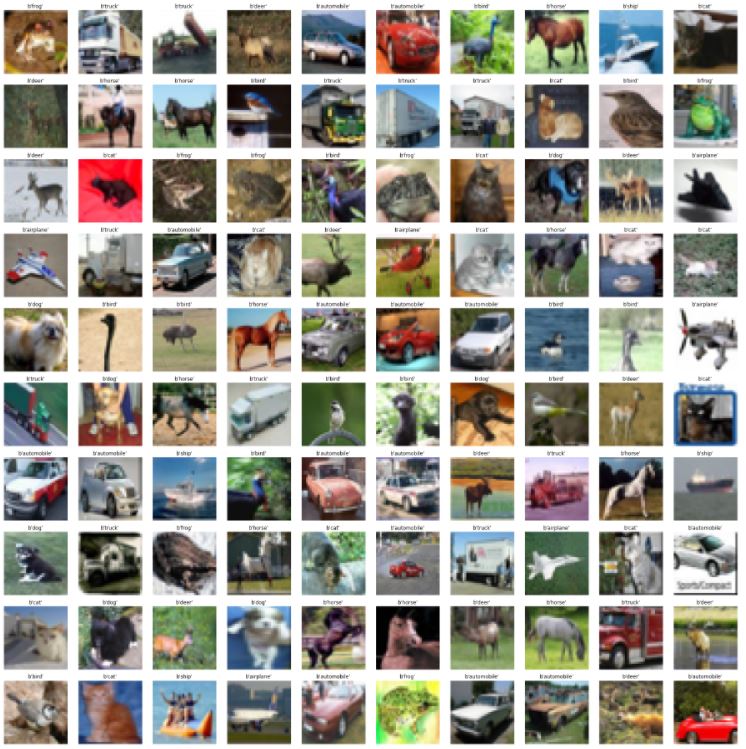 b'frog' b'truck' b'truck' b'deer' b'automobile' b'automobile' b'bird' b'horse' b'ship' b'cat'
b'deer' b'horse' b'horse' b'bird' b'truck' b'truck' b'truck' b'cat' b'bird' b'frog'
b'deer' b'cat' b'frog' b'frog' b'bird' b'frog' b'cat' b'dog' b'deer' b'airplane'
b'airplane' b'truck' b'automobile' b'cat' b'deer' b'airplane' b'cat' b'horse' b'cat' b'cat'
b'dog' b'bird' b'bird' b'horse' b'automobile' b'automobile' b'automobile' b'bird' b'bird' b'airplane'
b'truck' b'dog' b'horse' b'truck' b'bird' b'bird' b'dog' b'bird' b'deer' b'cat'
b'automobile' b'automobile' b'ship' b'bird' b'automobile' b'automobile' b'deer' b'truck' b'horse' b'ship'
b'dog' b'truck' b'frog' b'horse' b'cat' b'automobile' b'truck' b'airplane' b'cat' b'automobile'
Sports/Compact
b'cat' b'dog' b'deer' b'dog' b'horse' b'horse' b'deer' b'horse' b'truck' b'deer'
b'bird' b'cat' b'ship' b'airplane' b'automobile' b'frog' b'automobile' b'automobile' b'deer' b'automobile'